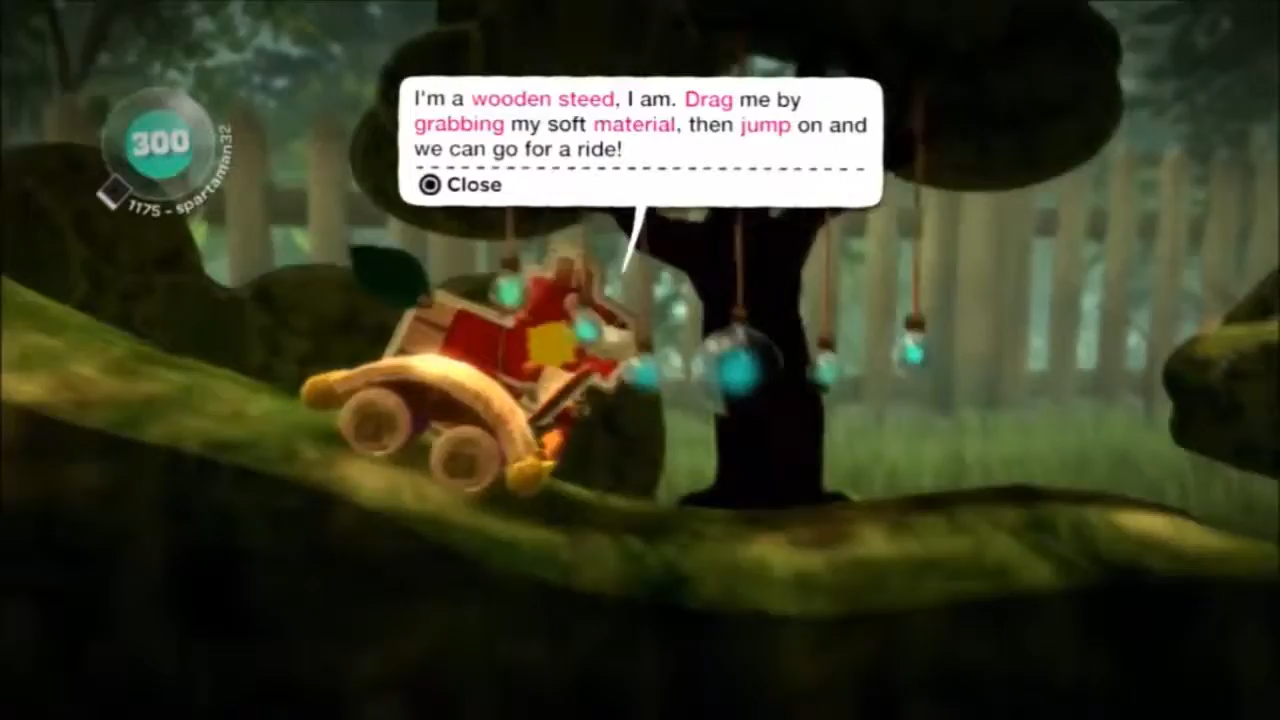 I'm a wooden steed, I am. Drag me by
grabbing my soft material, then jump on and
we can go for a ride!
Close
300
1175 - spartaman32